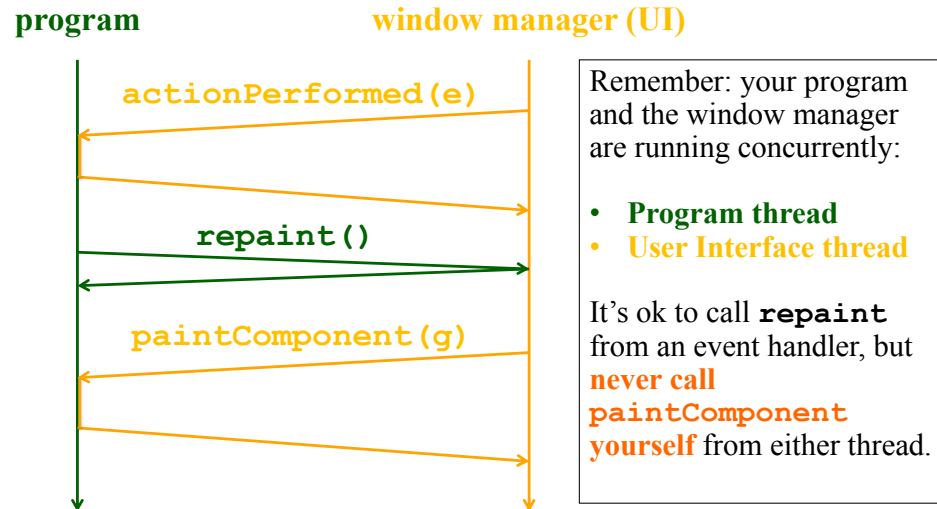 program
window manager (UI)
actionPerformed(e)
repaint()
paintComponent(g)
Remember: your program
and the window manager
are running concurrently:
• Program thread
• User Interface thread
It’s ok to call repaint
from an event handler, but
never call
paintComponent
yourself from either thread.